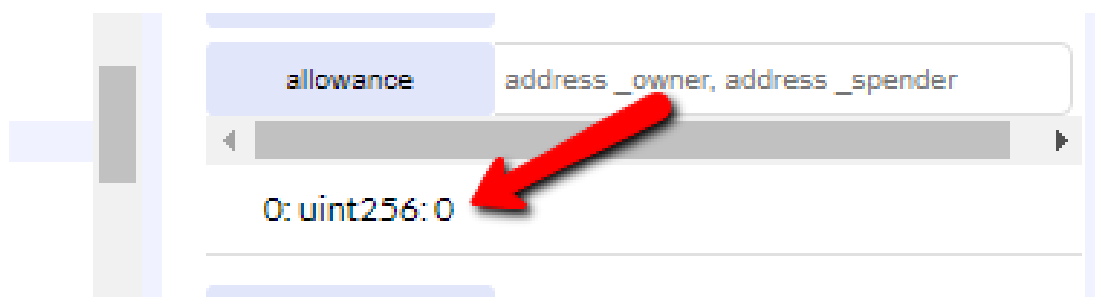 allowance address _owner, address _spender
0: uint256: 0